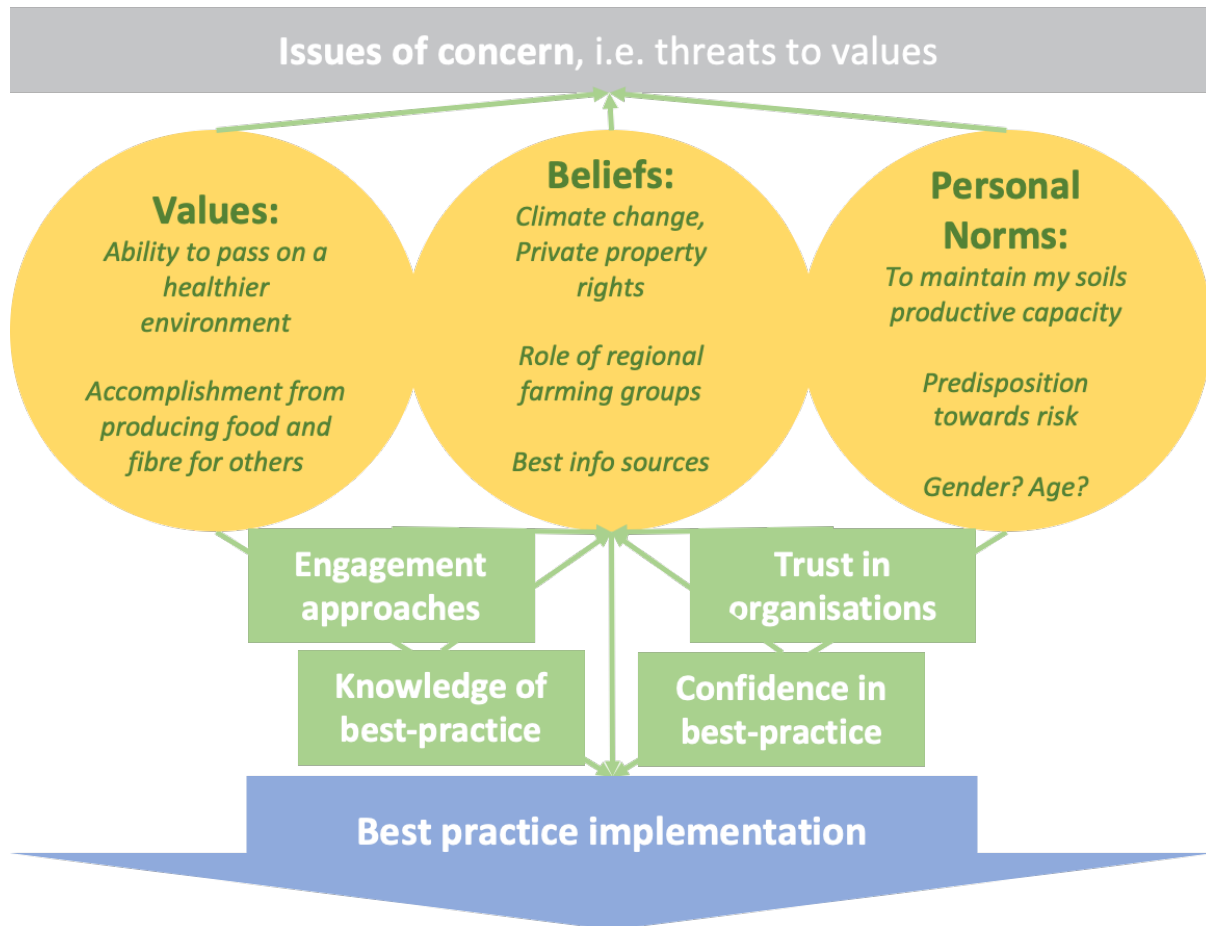 Issues of concern, i.e. threats to values
Values:
Ability to pass on a
healthier
environment
Accomplishment from
producing food and
fibre for others
Beliefs:
Climate change,
Private property
rights
Role of regional
farming groups
Best info sources
Personal
Norms:
To maintain my soils
productive capacity
Predisposition
towards risk
Gender? Age?
Engagement
approaches
Trust in
organisations
Knowledge of
best-practice
Confidence in
best-practice
Best practice implementation